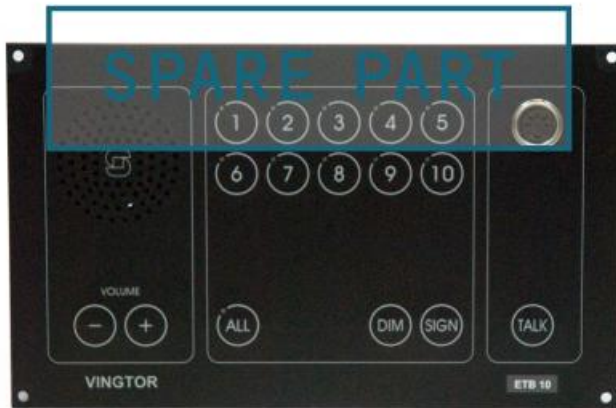 SPARE PART
1 2 3 4 5
6 7 8 9 10
VOLUME
- +
ALL DIM SIGN TALK
VINGTOR ETB 10